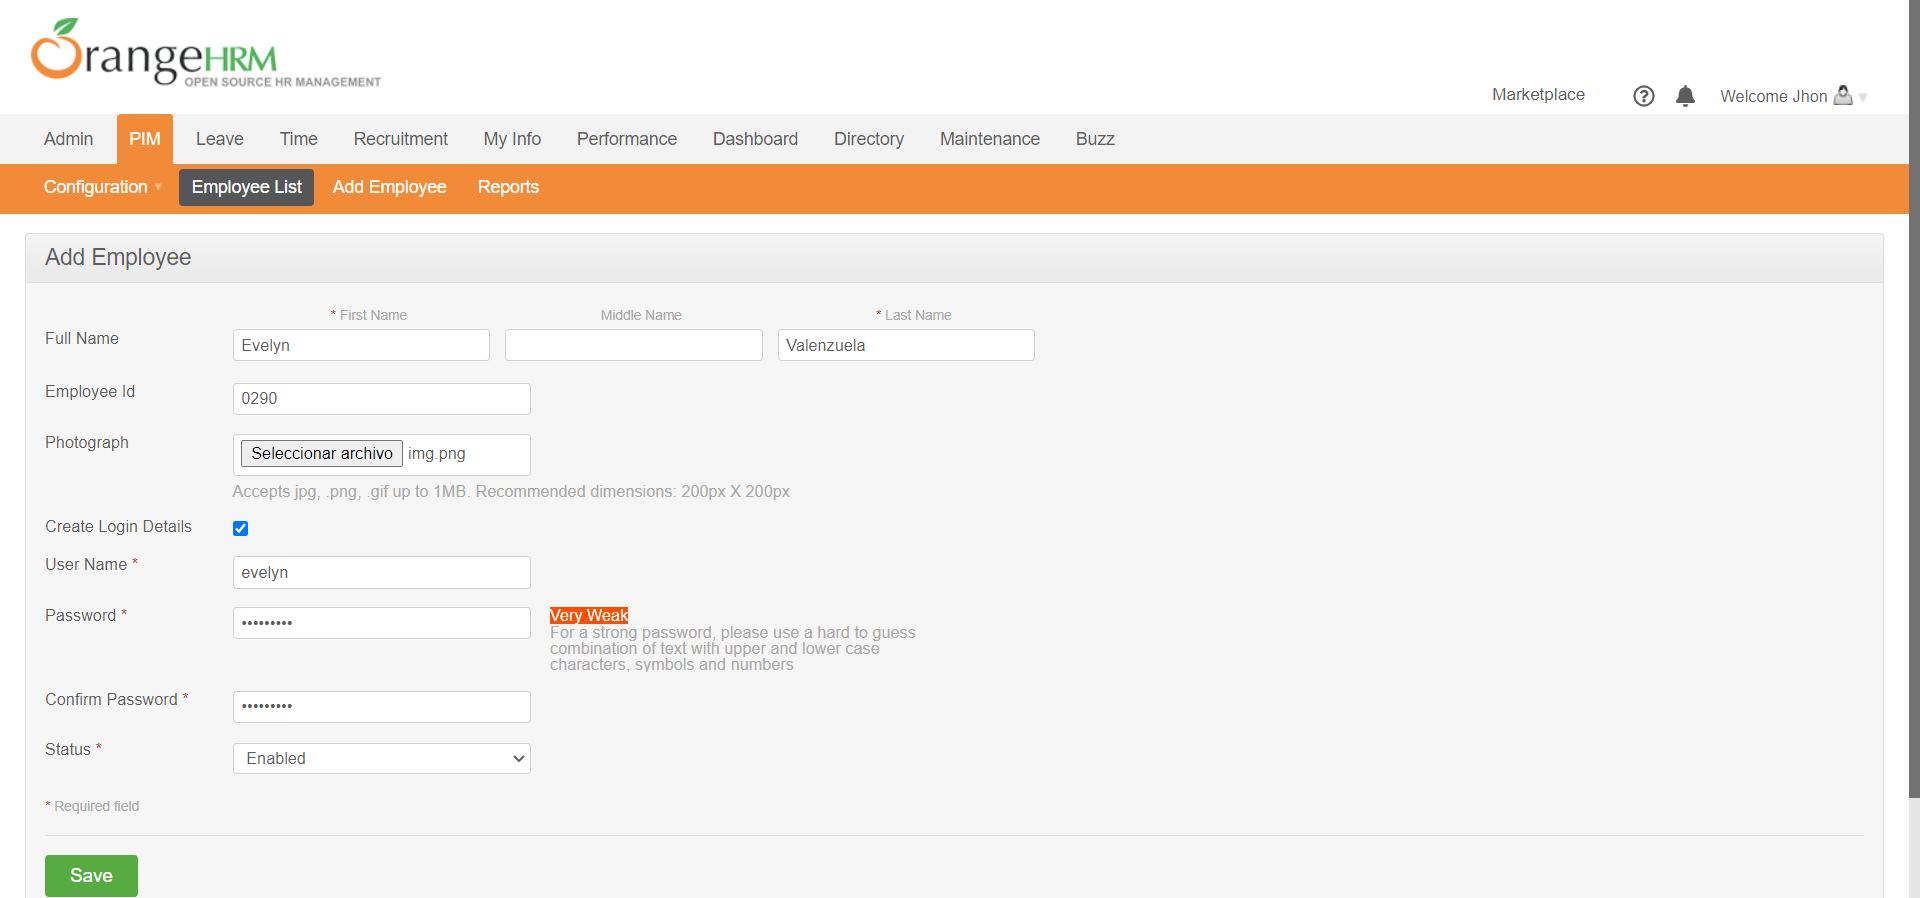 OrangeHRM
OPEN SOURCE HR MANAGEMENT
Marketplace
Welcome Jhon
Admin PIM Leave Time Recruitment My Info Performance Dashboard Directory Maintenance Buzz
Configuration Employee List Add Employee Reports
Add Employee
* First Name Middle Name * Last Name
Full Name Evelyn Valenzuela
Employee Id 0290
Photograph Seleccionar archivo img.png
Accepts jpg, .png, .gif up to 1MB. Recommended dimensions: 200px X 200px
Create Login Details
User Name * evelyn
Password * ••••••••• Very Weak
For a strong password, please use a hard to guess
combination of text with upper and lower case
characters, symbols and numbers
Confirm Password * •••••••••
Status * Enabled
* Required field
Save